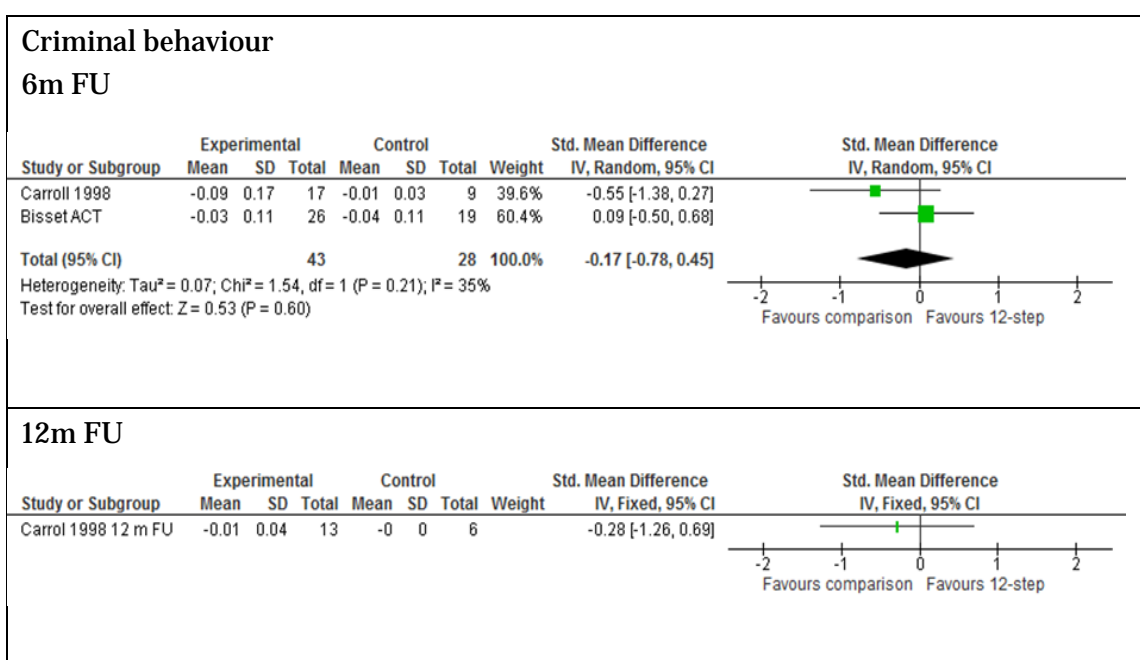 Criminal behaviour
6m FU
Experimental Control Std. Mean Difference Std. Mean Difference
Study or Subgroup Mean SD Total Mean SD Total Weight IV, Random, 95% CI IV, Random, 95% CI
Carroll 1998 -0.09 0.17 17 -0.01 0.03 9 39.6% -0.55 [-1.38, 0.27]
Bisset ACT -0.03 0.11 26 -0.04 0.11 19 60.4% 0.09 [-0.50, 0.68]
Total (95% CI) 43 28 100.0% -0.17 [-0.78, 0.45]
Heterogeneity: Tau² = 0.07; Chi² = 1.54, df = 1 (P = 0.21); I² = 35%
Test for overall effect: Z = 0.53 (P = 0.60)
-2 -1 0 1 2
Favours comparison Favours 12-step
12m FU
Experimental Control Std. Mean Difference Std. Mean Difference
Study or Subgroup Mean SD Total Mean SD Total Weight IV, Fixed, 95% CI IV, Fixed, 95% CI
Carrol 1998 12 m FU -0.01 0.04 13 -0 0 6 -0.28 [-1.26, 0.69]
-2 -1 0 1 2
Favours comparison Favours 12-step